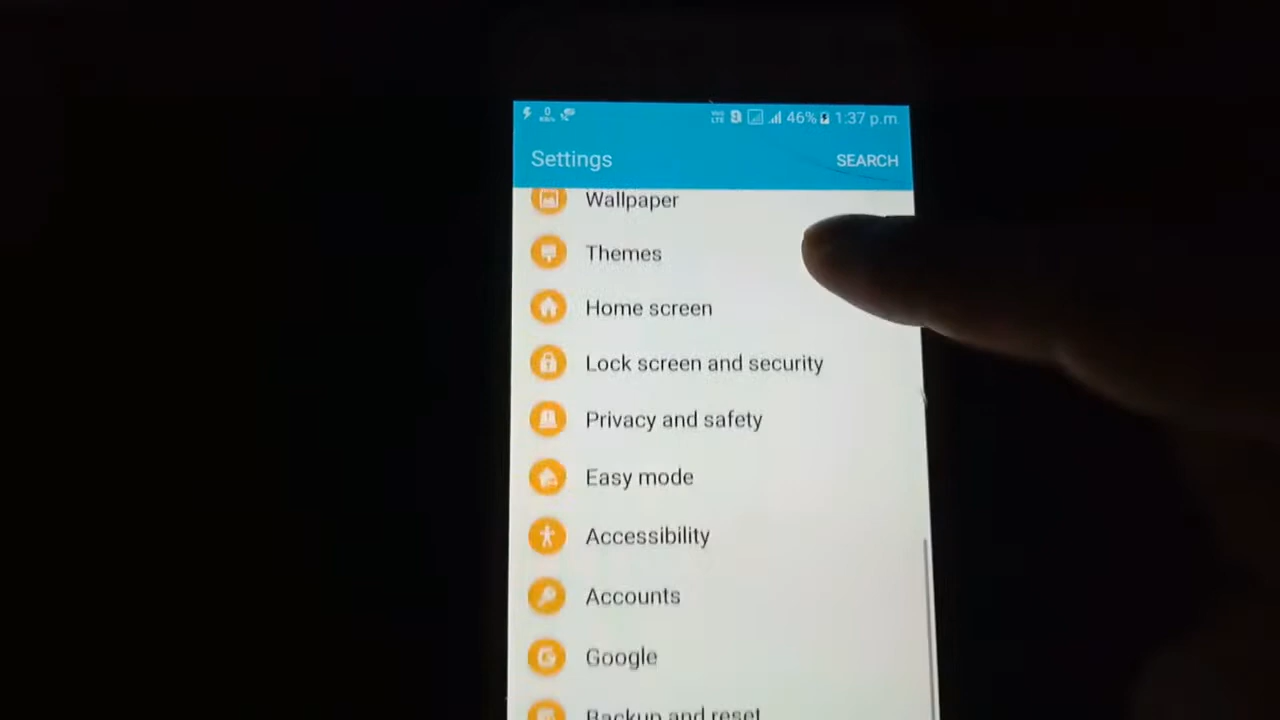 46% 1:37 p.m.
Settings
SEARCH
Wallpaper
Themes
Home screen
Lock screen and security
Privacy and safety
Easy mode
Accessibility
Accounts
Google
Backup and reset